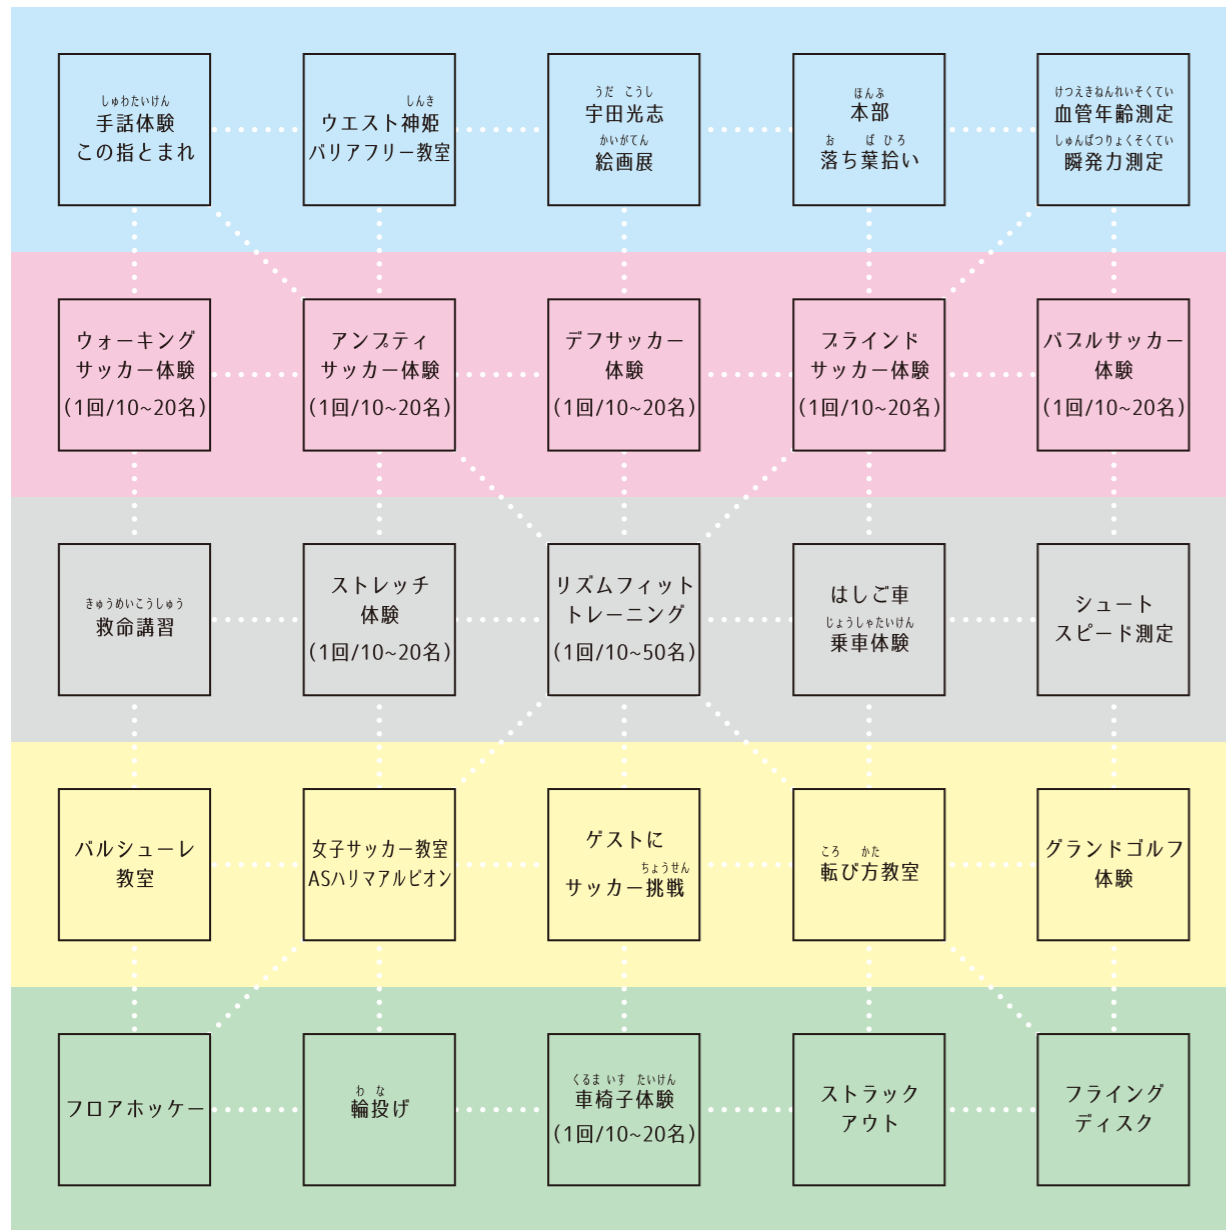 しゅわたいけん
手話体験
この指とまれ
しんき
ウエスト神姫
バリアフリー教室
うだ こうし
宇田光志
かいがてん
絵画展
ほんぶ
本部
お ば ひろ
落ち葉拾い
けつえきねんれいそくてい
血管年齢測定
しゅんぱつりょくそくてい
瞬発力測定
ウォーキング
サッカー体験
(1回/10~20名)
アンプティ
サッカー体験
(1回/10~20名)
デフサッカー
体験
(1回/10~20名)
ブラインド
サッカー体験
(1回/10~20名)
バブルサッカー
体験
(1回/10~20名)
きゅうめいこうしゅう
救命講習
ストレッチ
体験
(1回/10~20名)
リズムフィット
トレーニング
(1回/10~50名)
はしご車
じょうしゃたいけん
乗車体験
シュート
スピード測定
バルシューレ
教室
女子サッカー教室
ASハリマアルビオン
ゲストに
ちょうせん
サッカー挑戦
ころ かた
転び方教室
グランドゴルフ
体験
フロアホッケー
わ な
輪投げ
くるま いす たいけん
車椅子体験
(1回/10~20名)
ストラック
アウト
フライング
ディスク